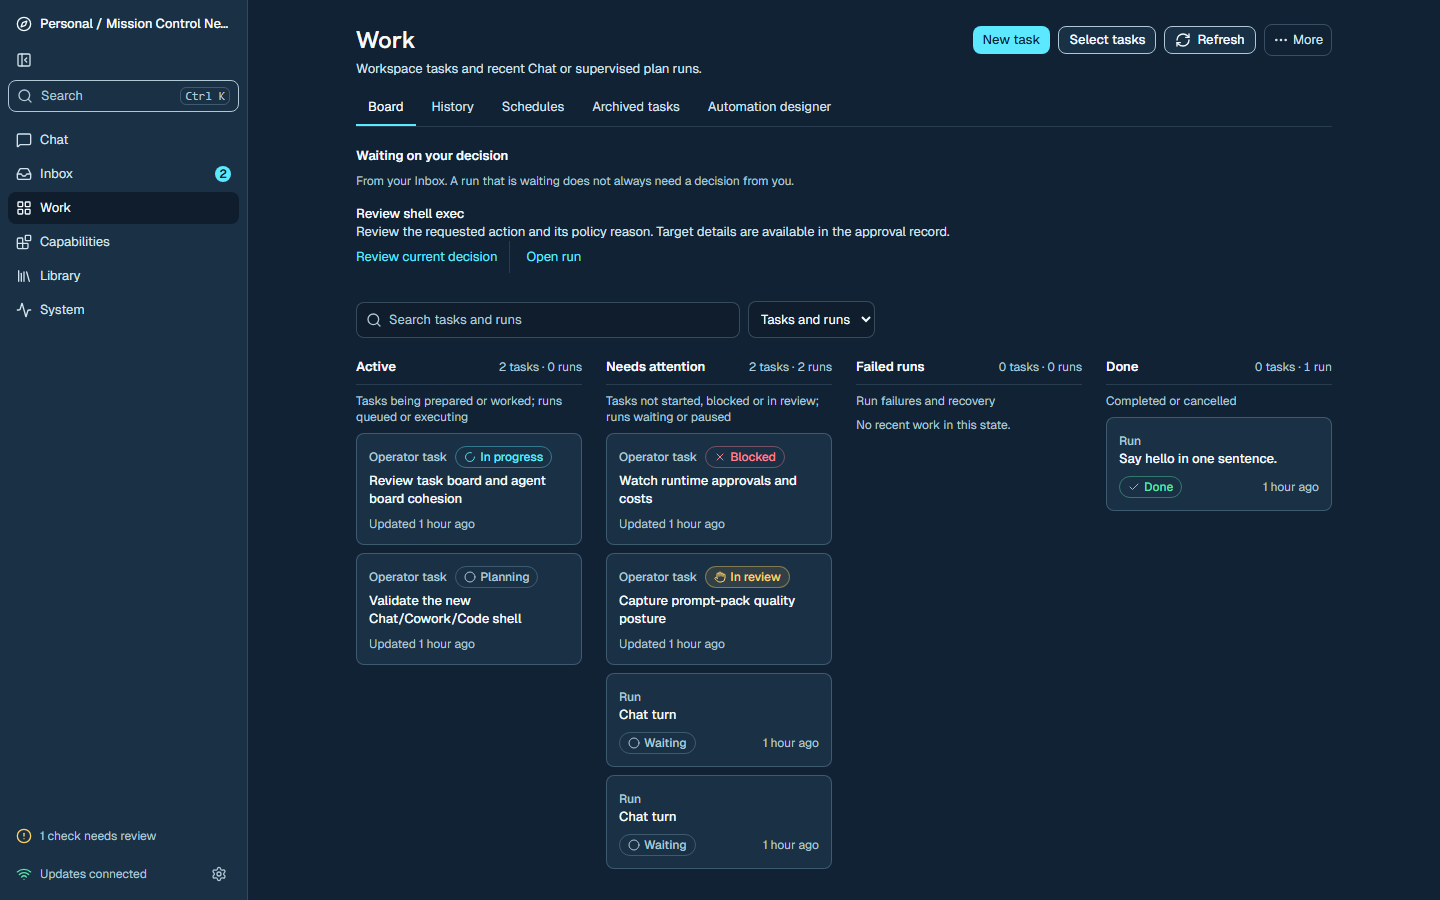 Personal / Mission Control Ne...
Search
Ctrl K
Chat
Inbox
2
Work
Capabilities
Library
System
1 check needs review
Updates connected
Work
Workspace tasks and recent Chat or supervised plan runs.
New task
Select tasks
Refresh
More
Board
History
Schedules
Archived tasks
Automation designer
Waiting on your decision
From your Inbox. A run that is waiting does not always need a decision from you.
Review shell exec
Review the requested action and its policy reason. Target details are available in the approval record.
Review current decision
Open run
Search tasks and runs
Tasks and runs
Active
2 tasks · 0 runs
Tasks being prepared or worked; runs
queued or executing
Operator task
In progress
Review task board and agent
board cohesion
Updated 1 hour ago
Operator task
Planning
Validate the new
Chat/Cowork/Code shell
Updated 1 hour ago
Needs attention
2 tasks · 2 runs
Tasks not started, blocked or in review;
runs waiting or paused
Operator task
Blocked
Watch runtime approvals and
costs
Updated 1 hour ago
Operator task
In review
Capture prompt-pack quality
posture
Updated 1 hour ago
Run
Chat turn
Waiting
1 hour ago
Run
Chat turn
Waiting
1 hour ago
Failed runs
0 tasks · 0 runs
Run failures and recovery
No recent work in this state.
Done
0 tasks · 1 run
Completed or cancelled
Run
Say hello in one sentence.
Done
1 hour ago